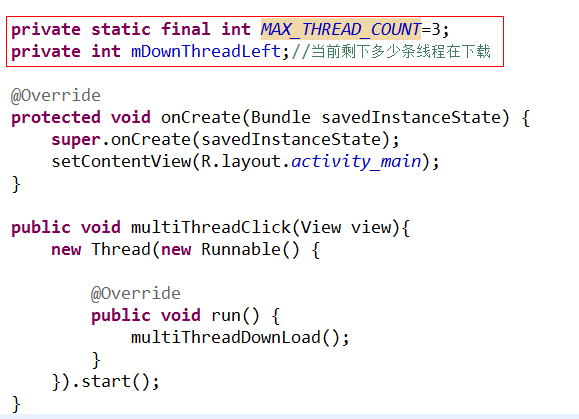 private static final int MAX_THREAD_COUNT=3;
private int mDownThreadLeft;//当前剩下多少条线程在下载
@Override
protected void onCreate(Bundle savedInstanceState) {
super.onCreate(savedInstanceState);
setContentView(R.layout.activity_main);
}
public void multiThreadClick(View view){
new Thread(new Runnable() {
@Override
public void run() {
multiThreadDownLoad();
}
}).start();
}